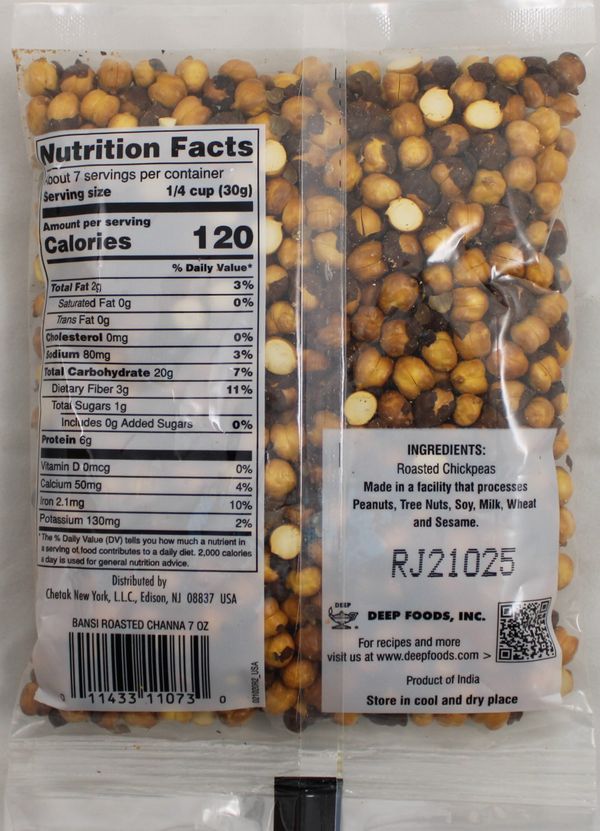 Nutrition Facts
About 7 servings per container
Serving size 1/4 cup (30g)
Amount per serving
Calories 120
% Daily Value*
Total Fat 2g 3%
Saturated Fat 0g 0%
Trans Fat 0g
Cholesterol 0mg 0%
Sodium 80mg 3%
Total Carbohydrate 20g 7%
Dietary Fiber 3g 11%
Total Sugars 1g
Includes 0g Added Sugars 0%
Protein 6g
Vitamin D 0mcg 0%
Calcium 50mg 4%
Iron 2.1mg 10%
Potassium 130mg 2%
*The % Daily Value (DV) tells you how much a nutrient in
a serving of food contributes to a daily diet. 2,000 calories
a day is used for general nutrition advice.
Distributed by
Chetak New York, L.L.C., Edison, NJ 08837 USA
BANSI ROASTED CHANNA 7 OZ
0 11433 11073 0
INGREDIENTS:
Roasted Chickpeas
Made in a facility that processes
Peanuts, Tree Nuts, Soy, Milk, Wheat
and Sesame.
RJ21025
DEEP
DEEP FOODS, INC.
For recipes and more
visit us at www.deepfoods.com >
Product of India
Store in cool and dry place